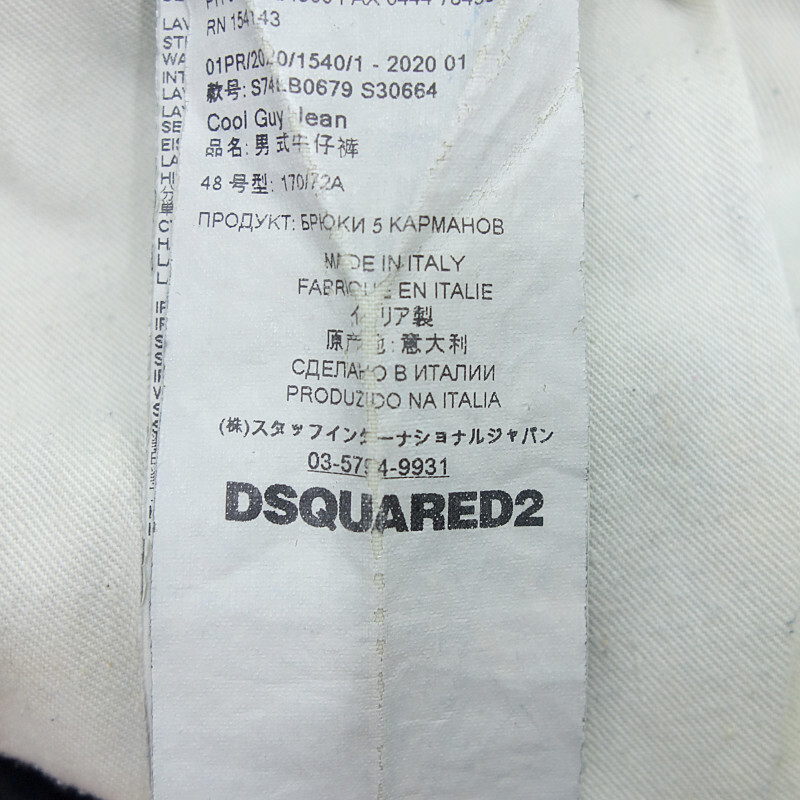 RN 154143
01PR/2020/1540/1 - 2020 01
款号: S74LB0679 S30664
Cool Guy Jean
品名: 男式牛仔裤
48 号型: 170/72A
ПРОДУКТ: БРЮКИ 5 КАРМАНОВ
MADE IN ITALY
FABRIQUE EN ITALIE
イタリア製
原产地: 意大利
СДЕЛАНО В ИТАЛИИ
PRODUZIDO NA ITALIA
(株)スタッフインターナショナルジャパン
03-5794-9931
DSQUARED2